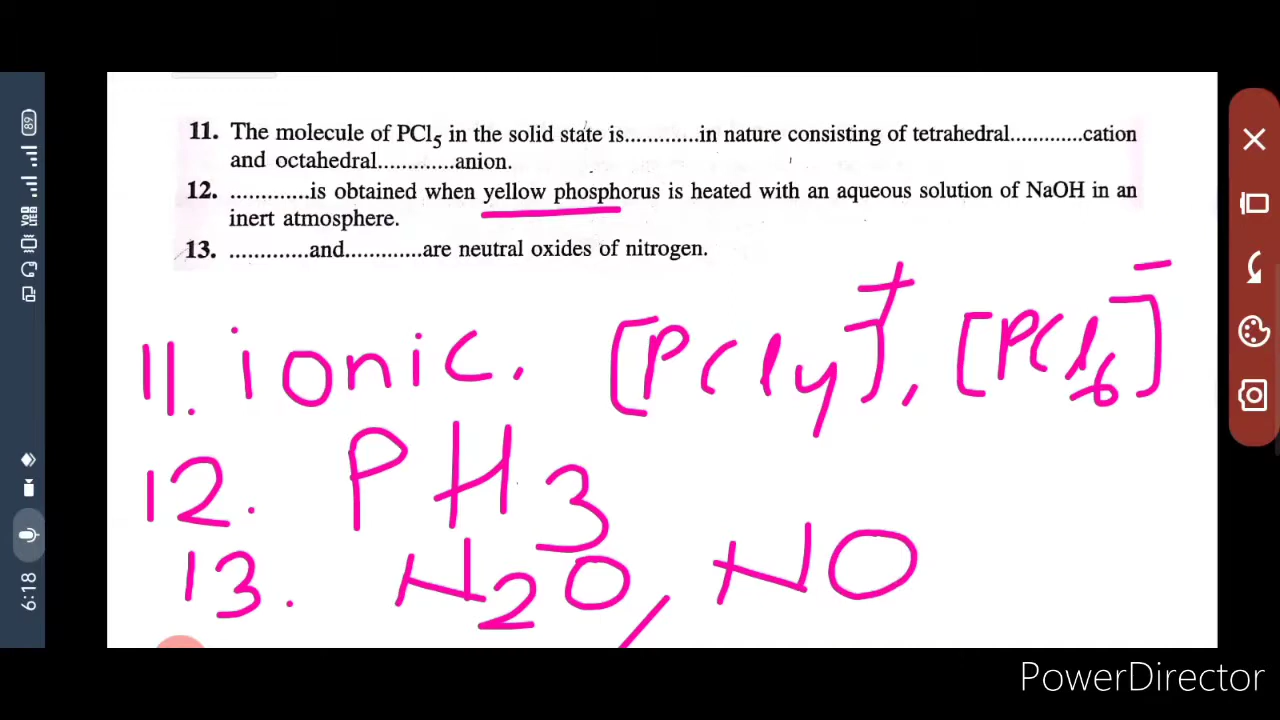 11. The molecule of PCl5 in the solid state is............in nature consisting of tetrahedral............cation
and octahedral............anion.
12. .............is obtained when yellow phosphorus is heated with an aqueous solution of NaOH in an
inert atmosphere.
13. .............and.............are neutral oxides of nitrogen.
11. ionic. [PCl4]+, [PCl6]-
12. PH3
13. N2O, NO
89
6:18
PowerDirector